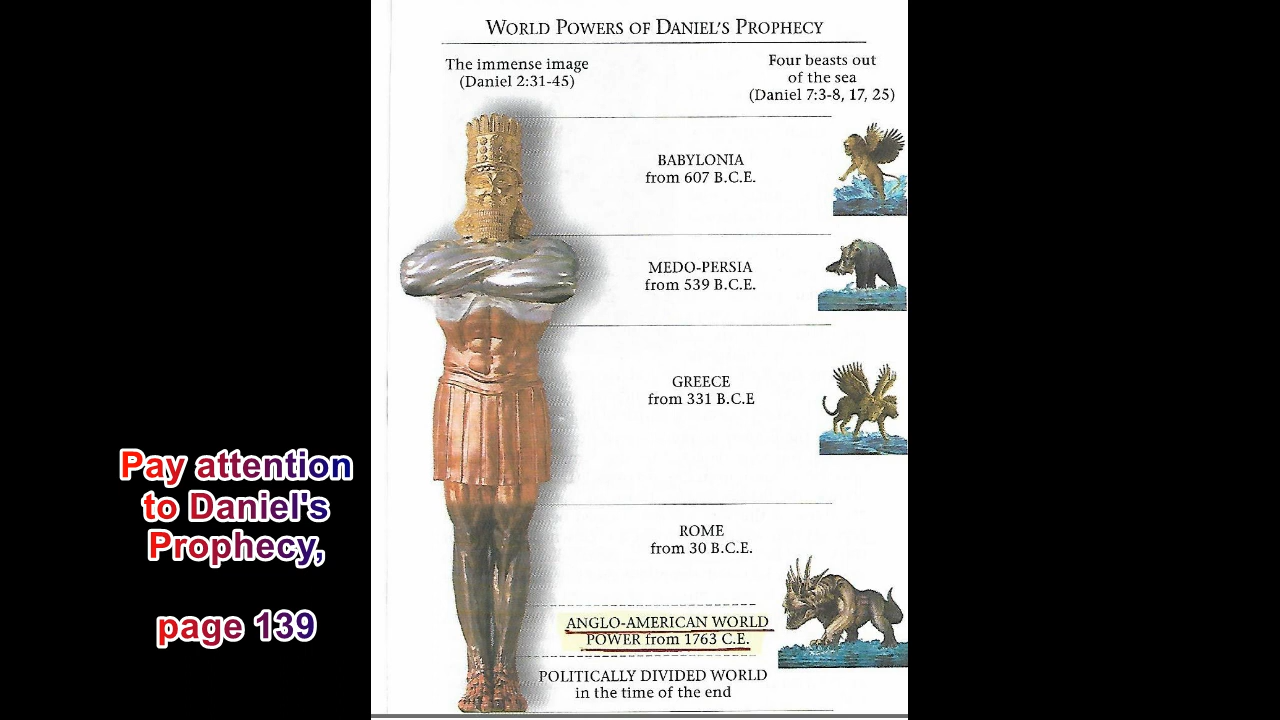 WORLD POWERS OF DANIEL'S PROPHECY
The immense image
(Daniel 2:31-45)
Four beasts out
of the sea
(Daniel 7:3-8, 17, 25)
BABYLONIA
from 607 B.C.E.
MEDO-PERSIA
from 539 B.C.E.
GREECE
from 331 B.C.E
ROME
from 30 B.C.E.
ANGLO-AMERICAN WORLD
POWER from 1763 C.E.
POLITICALLY DIVIDED WORLD
in the time of the end
Pay attention
to Daniel's
Prophecy,
page 139